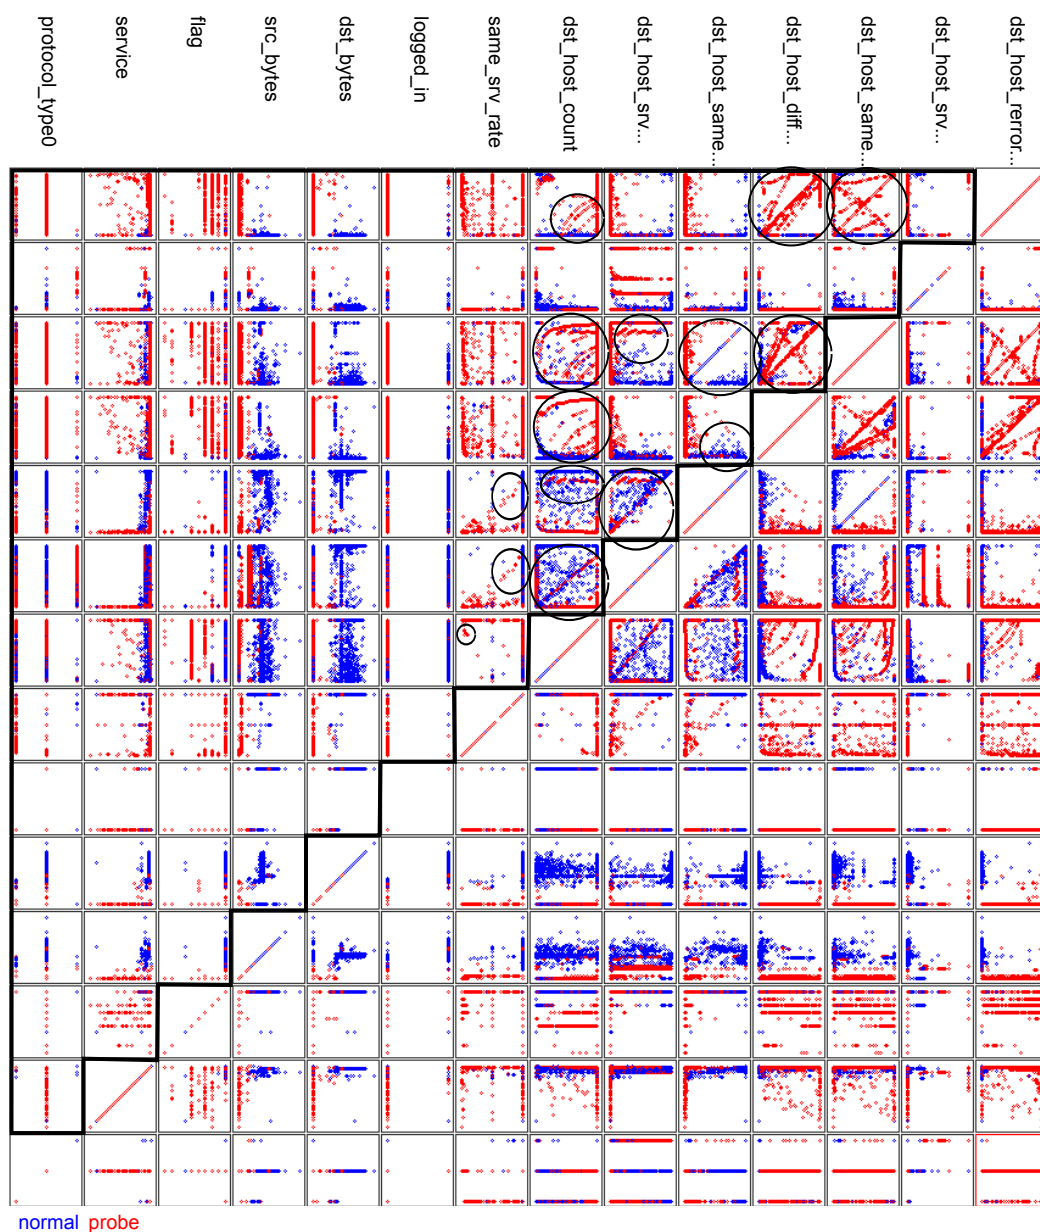 protocol_type0
service
flag
src_bytes
dst_bytes
logged_in
same_srv_rate
dst_host_count
dst_host_srv...
dst_host_same...
dst_host_diff...
dst_host_same...
dst_host_srv...
dst_host_rerror...
normal probe